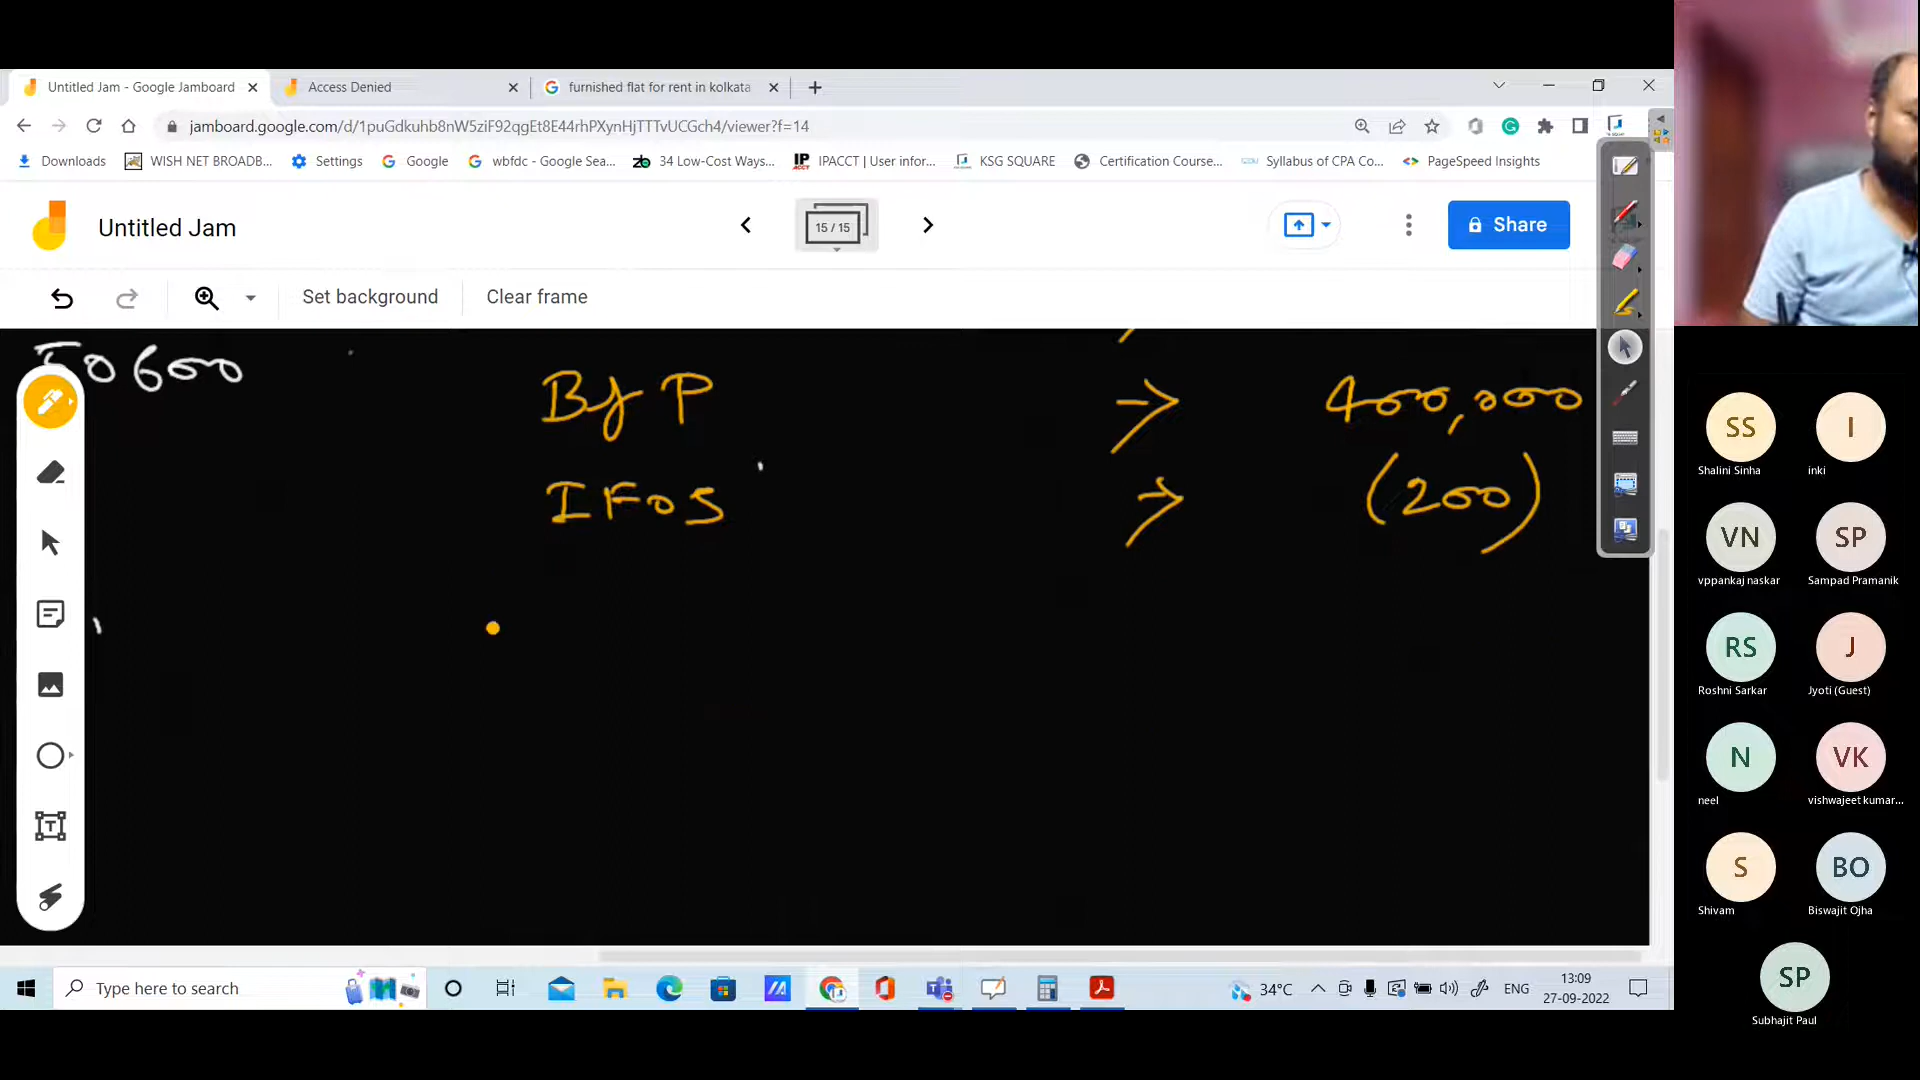 Untitled Jam - Google Jamboard
Access Denied
furnished flat for rent in kolkata
jamboard.google.com/d/1puGdkuhb8nW5ziF92qgEt8E44rhPXynHjTTTvUCGch4/viewer?f=14
Downloads
WISH NET BROADB...
Settings
Google
wbfdc - Google Sea...
34 Low-Cost Ways...
IPACCT | User infor...
KSG SQUARE
Certification Course...
Syllabus of CPA Co...
PageSpeed Insights
Untitled Jam
15 / 15
Share
Set background
Clear frame
50600
BfP → 400,000
IFOS → (200)
SS
Shalini Sinha
I
inki
VN
vppankaj naskar
SP
Sampad Pramanik
RS
Roshni Sarkar
J
Jyoti (Guest)
N
neel
VK
vishwajeet kumar...
S
Shivam
BO
Biswajit Ojha
SP
Subhajit Paul
Type here to search
34°C
ENG
13:09
27-09-2022